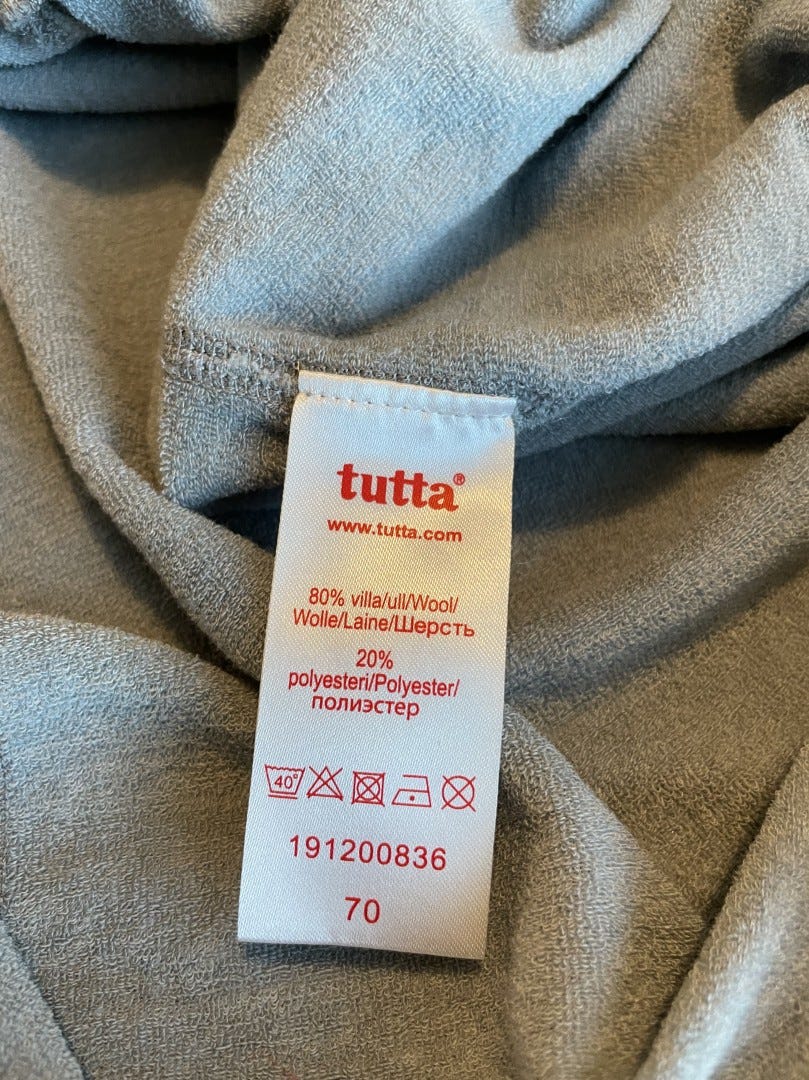 tutta®
www.tutta.com
80% villa/ull/Wool/
Wolle/Laine/Шерсть
20%
polyesteri/Polyester/
полиэстер
40°
191200836
70